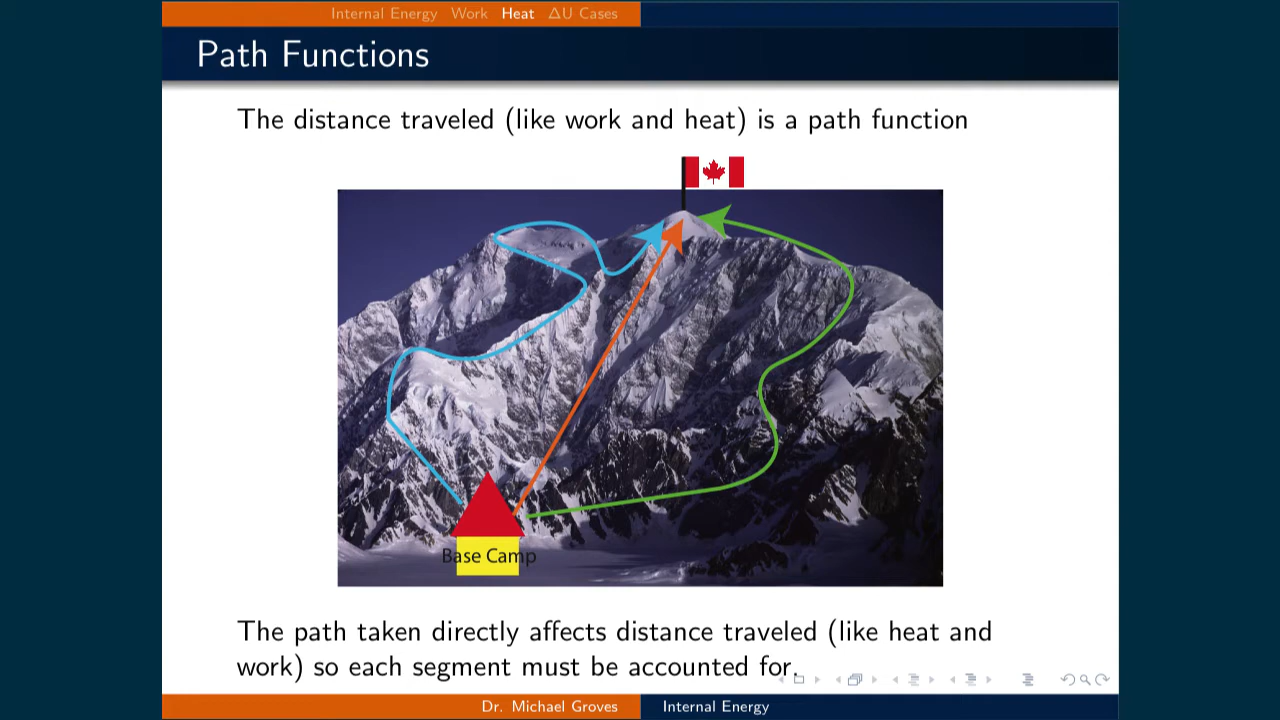 Internal Energy Work Heat ΔU Cases
Path Functions
The distance traveled (like work and heat) is a path function
Base Camp
The path taken directly affects distance traveled (like heat and
work) so each segment must be accounted for.
Dr. Michael Groves Internal Energy